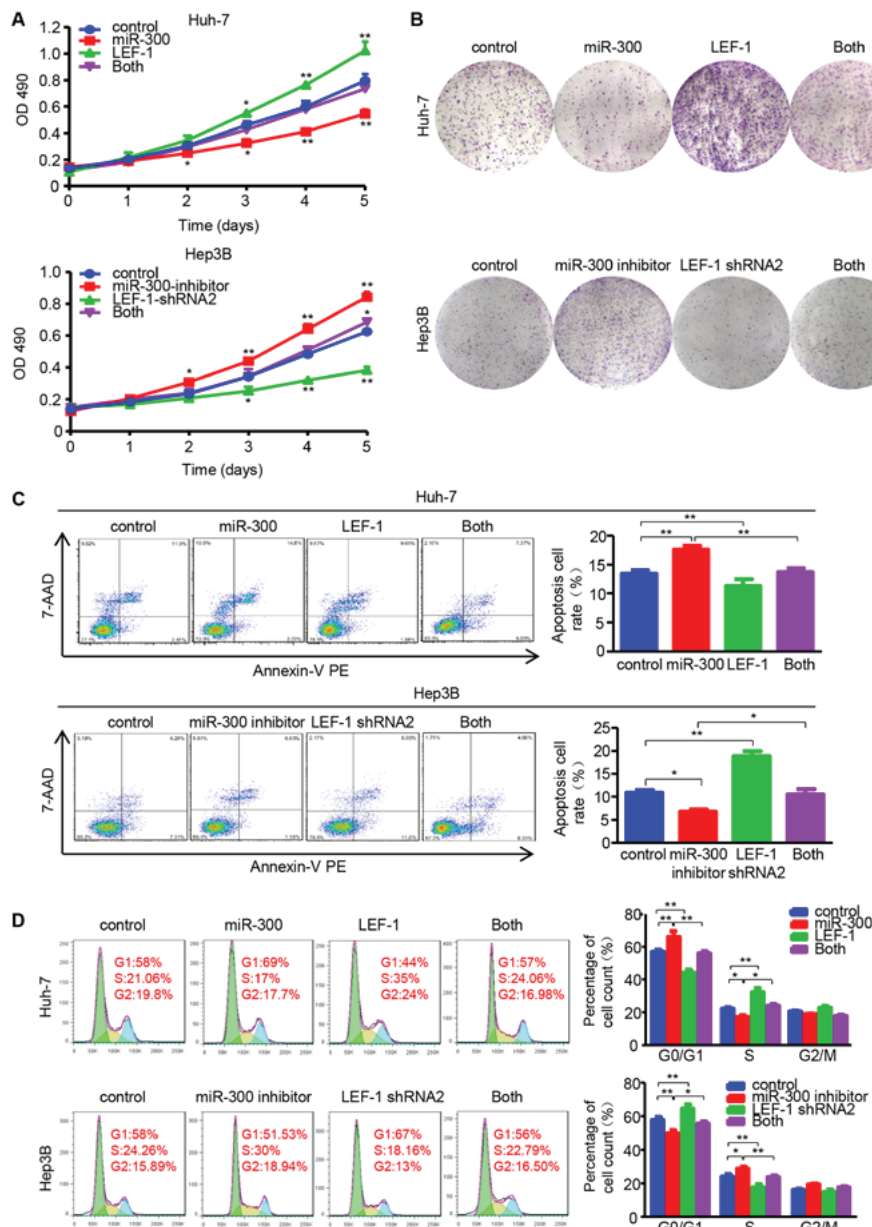 A
Huh-7
control
miR-300
LEF-1
Both
OD 490
1.2
1.0
0.8
0.6
0.4
0.2
0
* * ** **
* * ** **
0 1 2 3 4 5
Time (days)
Hep3B
control
miR-300-inhibitor
LEF-1-shRNA2
Both
OD 490
1.0
0.8
0.6
0.4
0.2
0
* ** ** **
*
* ** **
0 1 2 3 4 5
Time (days)
B
control miR-300 LEF-1 Both
Huh-7
control miR-300 inhibitor LEF-1 shRNA2 Both
Hep3B
C
Huh-7
control miR-300 LEF-1 Both
7-AAD
Annexin-V PE
Apoptosis cell
rate (%)
20
15
10
5
0
**
** **
control miR-300 LEF-1 Both
Hep3B
control miR-300 inhibitor LEF-1 shRNA2 Both
7-AAD
Annexin-V PE
Apoptosis cell
rate (%)
25
20
15
10
5
0
*
**
*
control miR-300 LEF-1 Both
inhibitor shRNA2
D
control miR-300 LEF-1 Both
Huh-7
G1:58%
S:21.06%
G2:19.8%
G1:69%
S:17%
G2:17.7%
G1:44%
S:35%
G2:24%
G1:57%
S:24.06%
G2:16.98%
Percentage of
cell count (%)
80
60
40
20
0
control
miR-300
LEF-1
Both
**
** **
**
* *
G0/G1 S G2/M
control miR-300 inhibitor LEF-1 shRNA2 Both
Hep3B
G1:58%
S:24.26%
G2:15.89%
G1:51.53%
S:30%
G2:18.94%
G1:67%
S:18.16%
G2:13%
G1:56%
S:22.79%
G2:16.50%
Percentage of
cell count (%)
80
60
40
20
0
control
miR-300 inhibitor
LEF-1 shRNA2
Both
**
** *
**
* **
G0/G1 S G2/M